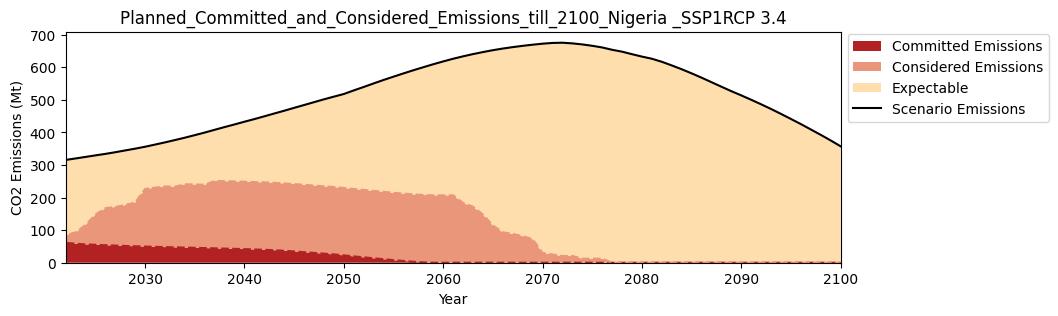 Planned_Committed_and_Considered_Emissions_till_2100_Nigeria _SSP1RCP 3.4
700
600
500
400
300
200
100
0
CO2 Emissions (Mt)
2030 2040 2050 2060 2070 2080 2090 2100
Year
Committed Emissions
Considered Emissions
Expectable
Scenario Emissions